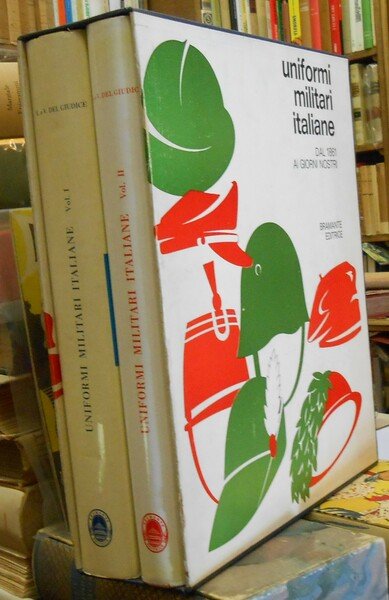 uniformi
militari
italiane
DAL 1861
AI GIORNI NOSTRI
BRAMANTE
EDITRICE
E. e V. DEL GIUDICE
UNIFORMI MILITARI ITALIANE Vol. I
E. e V. DEL GIUDICE
UNIFORMI MILITARI ITALIANE Vol. II